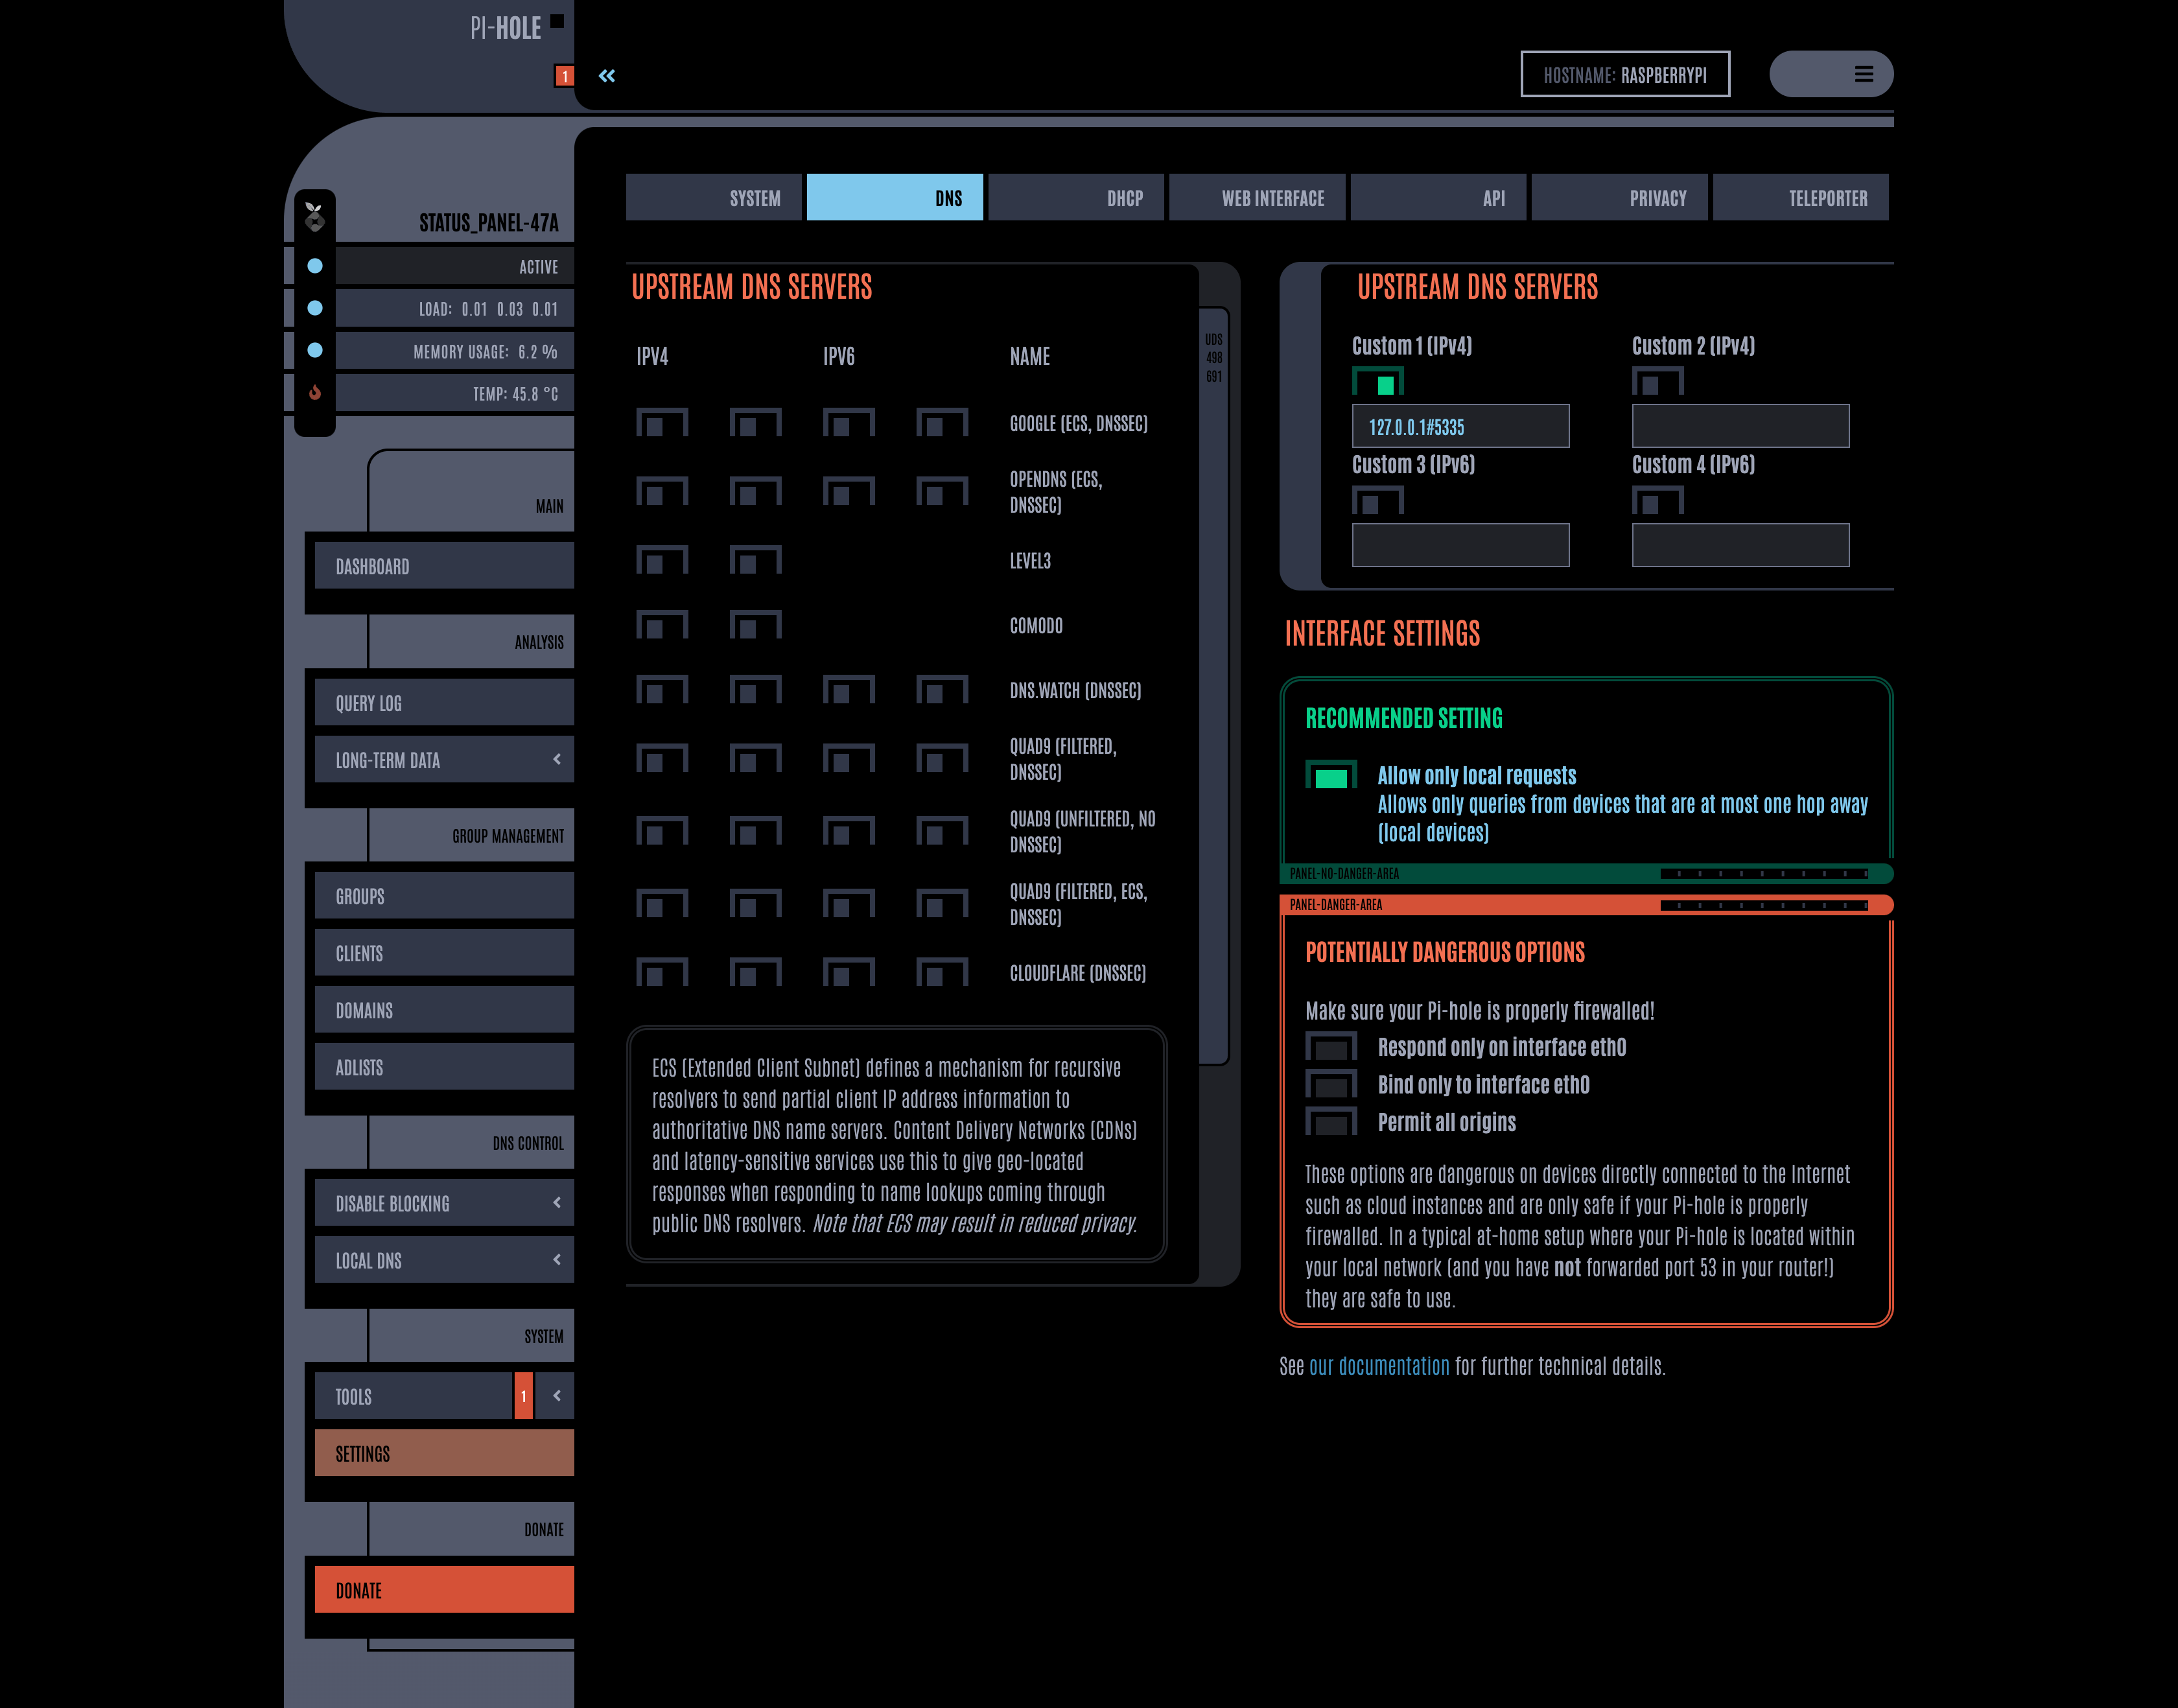 PI-HOLE
1
HOSTNAME: RASPBERRYPI
STATUS_PANEL-47A
ACTIVE
LOAD: 0.01 0.03 0.01
MEMORY USAGE: 6.2 %
TEMP: 45.8 °C
MAIN
DASHBOARD
ANALYSIS
QUERY LOG
LONG-TERM DATA
GROUP MANAGEMENT
GROUPS
CLIENTS
DOMAINS
ADLISTS
DNS CONTROL
DISABLE BLOCKING
LOCAL DNS
SYSTEM
TOOLS 1
SETTINGS
DONATE
DONATE
SYSTEM DNS DHCP WEB INTERFACE API PRIVACY TELEPORTER
UPSTREAM DNS SERVERS
IPV4 IPV6 NAME
GOOGLE (ECS, DNSSEC)
OPENDNS (ECS,
DNSSEC)
LEVEL3
COMODO
DNS.WATCH (DNSSEC)
QUAD9 (FILTERED,
DNSSEC)
QUAD9 (UNFILTERED, NO
DNSSEC)
QUAD9 (FILTERED, ECS,
DNSSEC)
CLOUDFLARE (DNSSEC)
UDS
498
691
ECS (Extended Client Subnet) defines a mechanism for recursive
resolvers to send partial client IP address information to
authoritative DNS name servers. Content Delivery Networks (CDNs)
and latency-sensitive services use this to give geo-located
responses when responding to name lookups coming through
public DNS resolvers. Note that ECS may result in reduced privacy.
UPSTREAM DNS SERVERS
Custom 1 (IPv4) Custom 2 (IPv4)
127.0.0.1#5335
Custom 3 (IPv6) Custom 4 (IPv6)
INTERFACE SETTINGS
RECOMMENDED SETTING
Allow only local requests
Allows only queries from devices that are at most one hop away
(local devices)
PANEL-NO-DANGER-AREA
PANEL-DANGER-AREA
POTENTIALLY DANGEROUS OPTIONS
Make sure your Pi-hole is properly firewalled!
Respond only on interface eth0
Bind only to interface eth0
Permit all origins
These options are dangerous on devices directly connected to the Internet
such as cloud instances and are only safe if your Pi-hole is properly
firewalled. In a typical at-home setup where your Pi-hole is located within
your local network (and you have not forwarded port 53 in your router!)
they are safe to use.
See our documentation for further technical details.